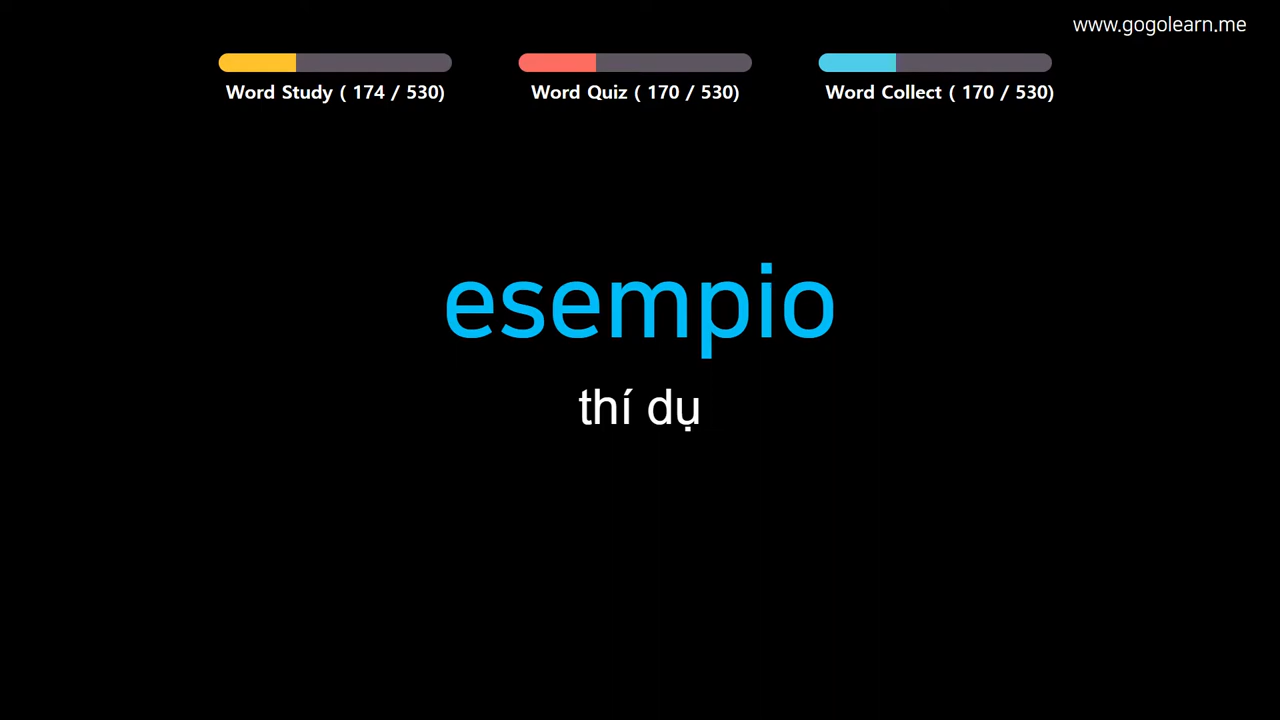 www.gogolearn.me
Word Study ( 174 / 530)
Word Quiz ( 170 / 530)
Word Collect ( 170 / 530)
esempio
thí dụ